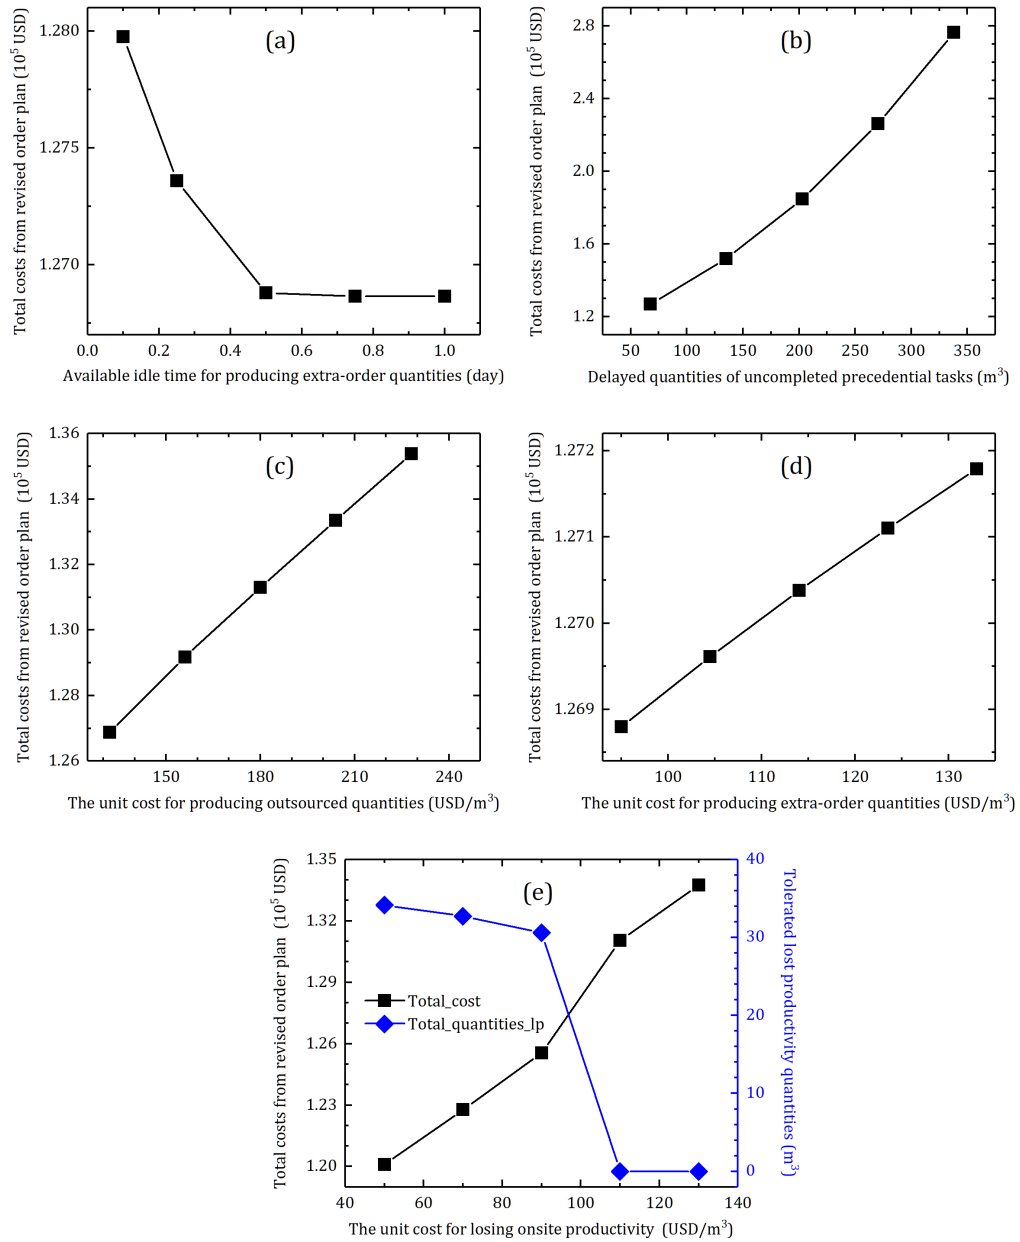 (a)
Total costs from revised order plan (10⁵ USD)
1.280
1.275
1.270
0.0 0.2 0.4 0.6 0.8 1.0
Available idle time for producing extra-order quantities (day)
(b)
Total costs from revised order plan (10⁵ USD)
2.8
2.4
2.0
1.6
1.2
50 100 150 200 250 300 350
Delayed quantities of uncompleted precedential tasks (m³)
(c)
Total costs from revised order plan (10⁵ USD)
1.36
1.34
1.32
1.30
1.28
1.26
150 180 210 240
The unit cost for producing outsourced quantities (USD/m³)
(d)
Total costs from revised order plan (10⁵ USD)
1.272
1.271
1.270
1.269
100 110 120 130
The unit cost for producing extra-order quantities (USD/m³)
(e)
Total costs from revised order plan (10⁵ USD)
1.35
1.32
1.29
1.26
1.23
1.20
Total_cost
Total_quantities_lp
40
30
20
10
0
Tolerated lost productivity quantities (m³)
40 60 80 100 120 140
The unit cost for losing onsite productivity (USD/m³)